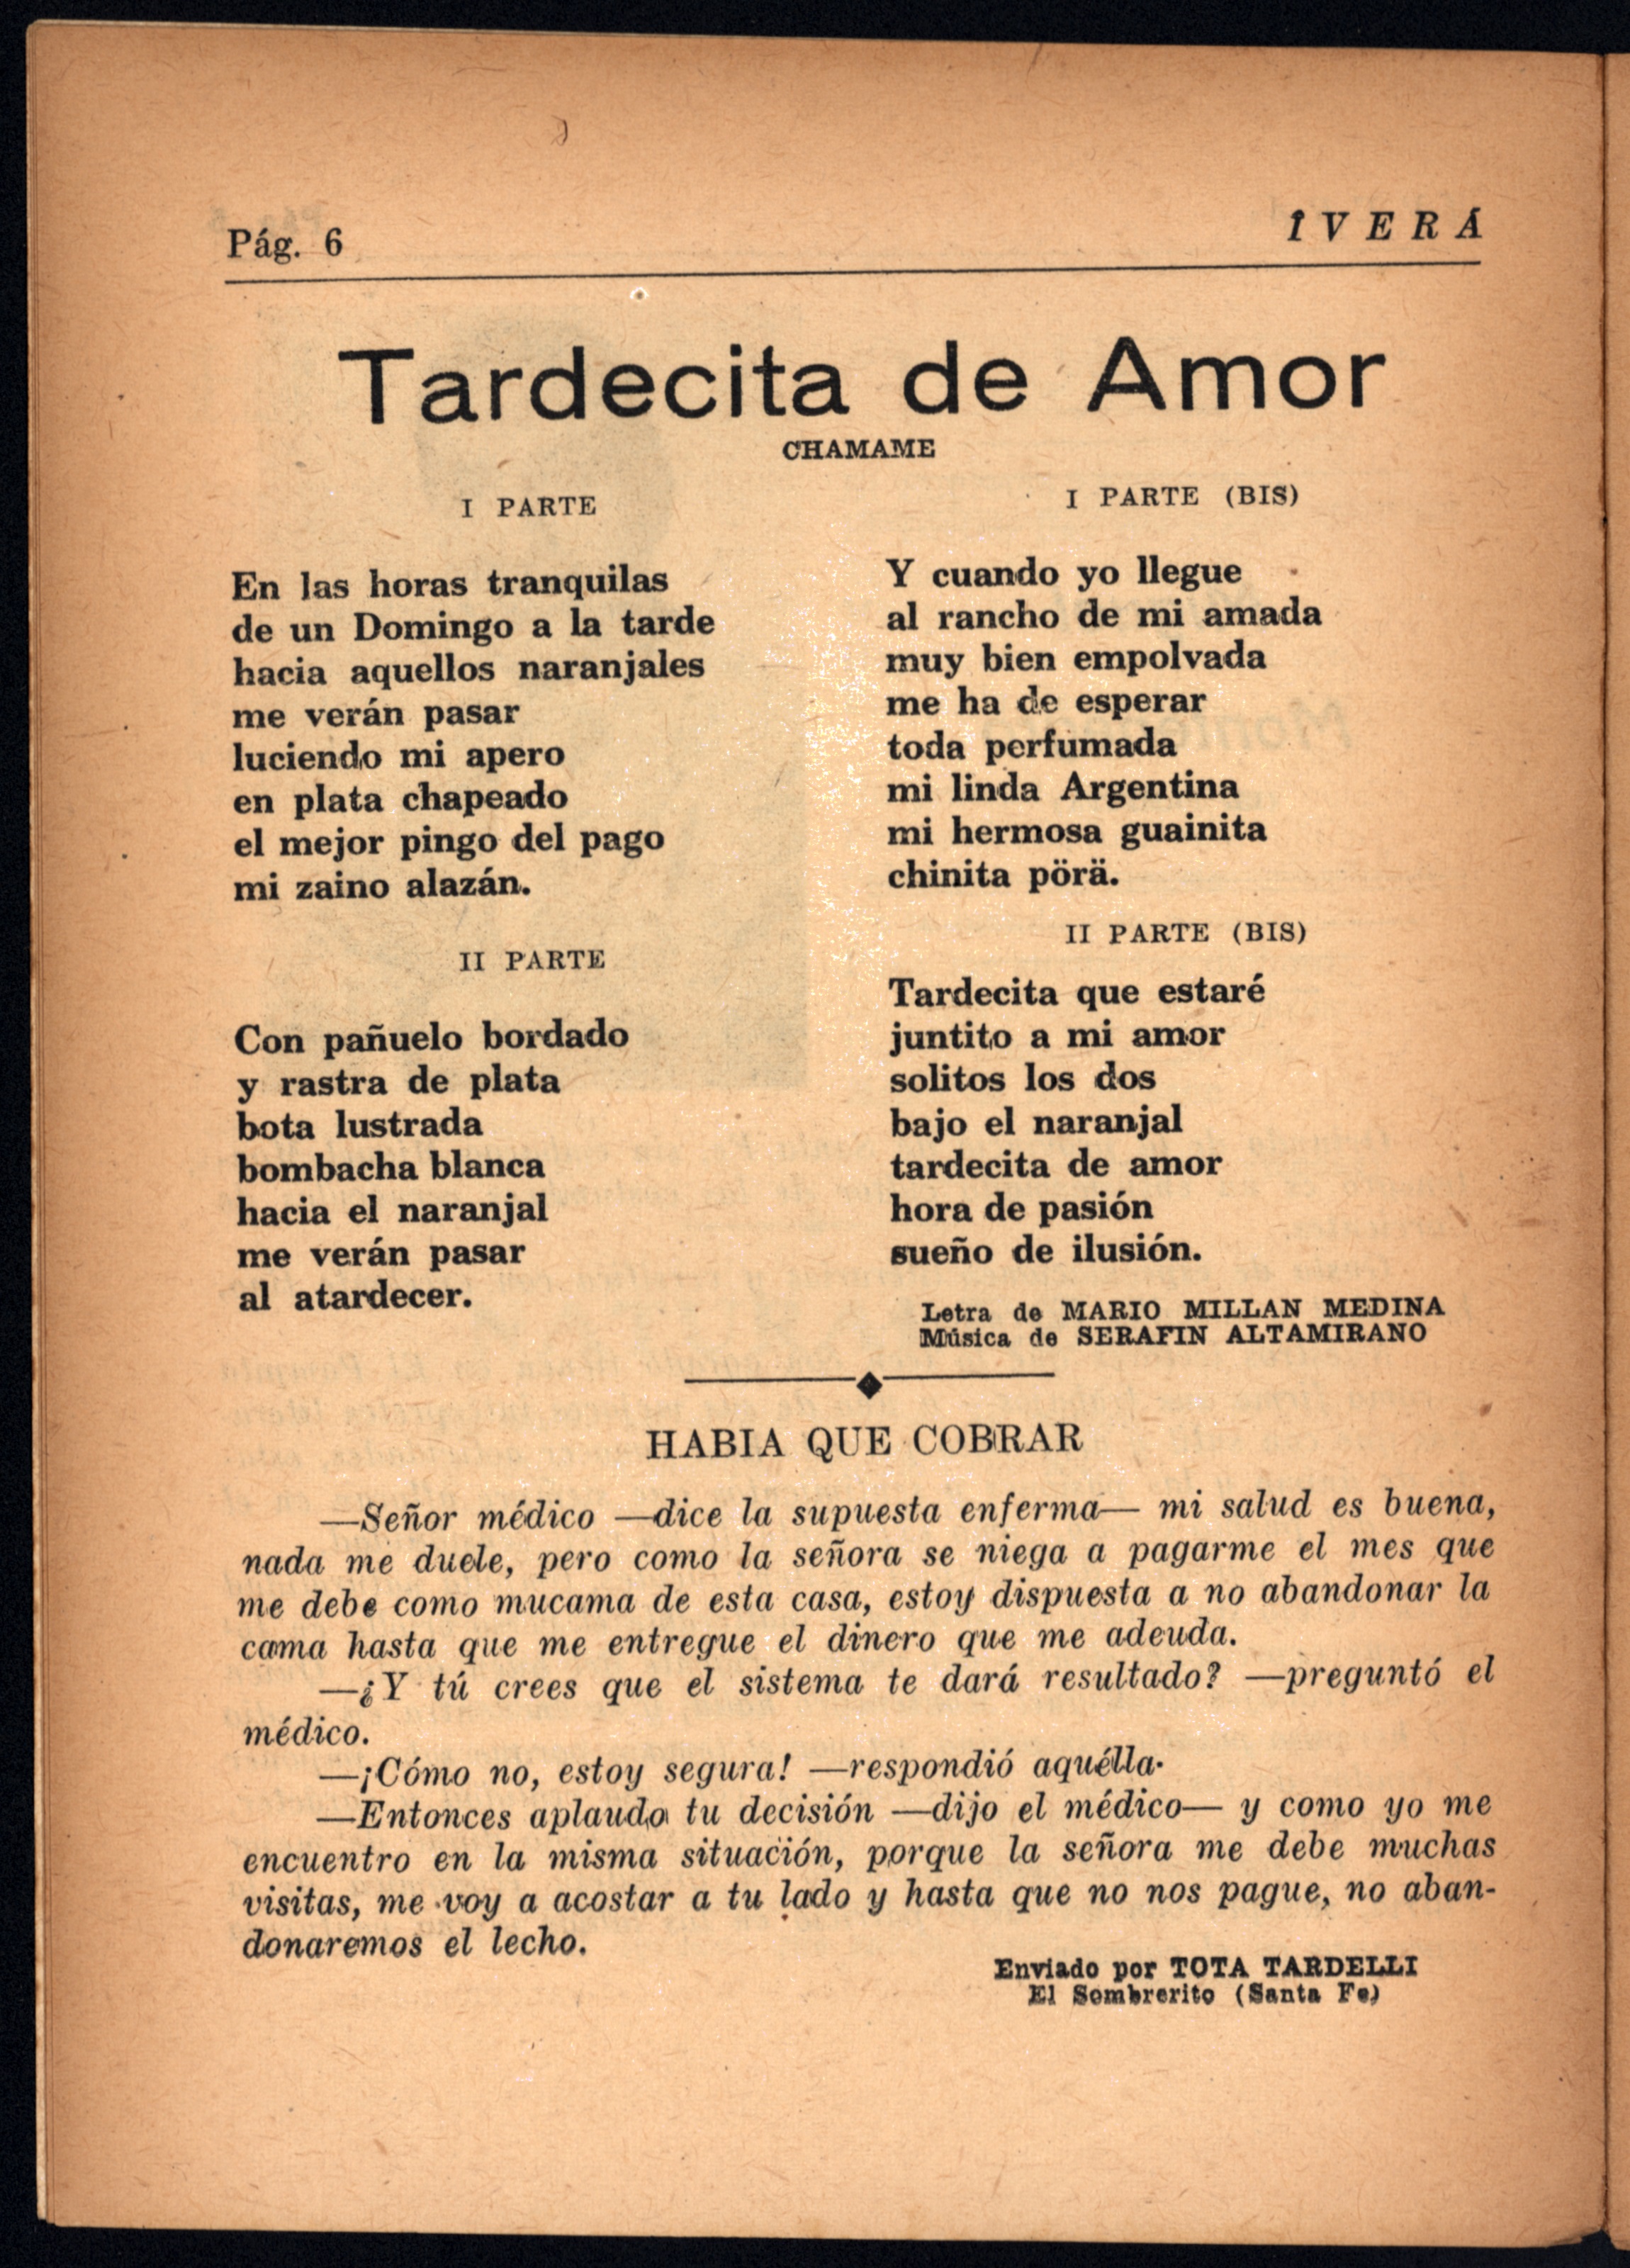 Pág. 6
ÎVERÁ
Tardecita de Amor
CHAMAME
I PARTE
En las horas tranquilas
de un Domingo a la tarde
hacia aquellos naranjales
me verán pasar
luciendo mi apero
en plata chapeado
el mejor pingo del pago
mi zaino alazán.
II PARTE
Con pañuelo bordado
y rastra de plata
bota lustrada
bombacha blanca
hacia el naranjal
me verán pasar
al atardecer.
I PARTE (BIS)
Y cuando yo llegue
al rancho de mi amada
muy bien empolvada
me ha de esperar
toda perfumada
mi linda Argentina
mi hermosa guainita
chinita pörä.
II PARTE (BIS)
Tardecita que estaré
juntito a mi amor
solitos los dos
bajo el naranjal
tardecita de amor
hora de pasión
sueño de ilusión.
Letra de MARIO MILLAN MEDINA
Música de SERAFIN ALTAMIRANO
HABIA QUE COBRAR
—Señor médico —dice la supuesta enferma— mi salud es buena,
nada me duele, pero como la señora se niega a pagarme el mes que
me debe como mucama de esta casa, estoy dispuesta a no abandonar la
cama hasta que me entregue el dinero que me adeuda.
—¿Y tú crees que el sistema te dará resultado? —preguntó el
médico.
—¡Cómo no, estoy segura! —respondió aquélla.
—Entonces aplaudo tu decisión —dijo el médico— y como yo me
encuentro en la misma situación, porque la señora me debe muchas
visitas, me voy a acostar a tu lado y hasta que no nos pague, no aban-
donaremos el lecho.
Enviado por TOTA TARDELLI
El Sombrerito (Santa Fe)